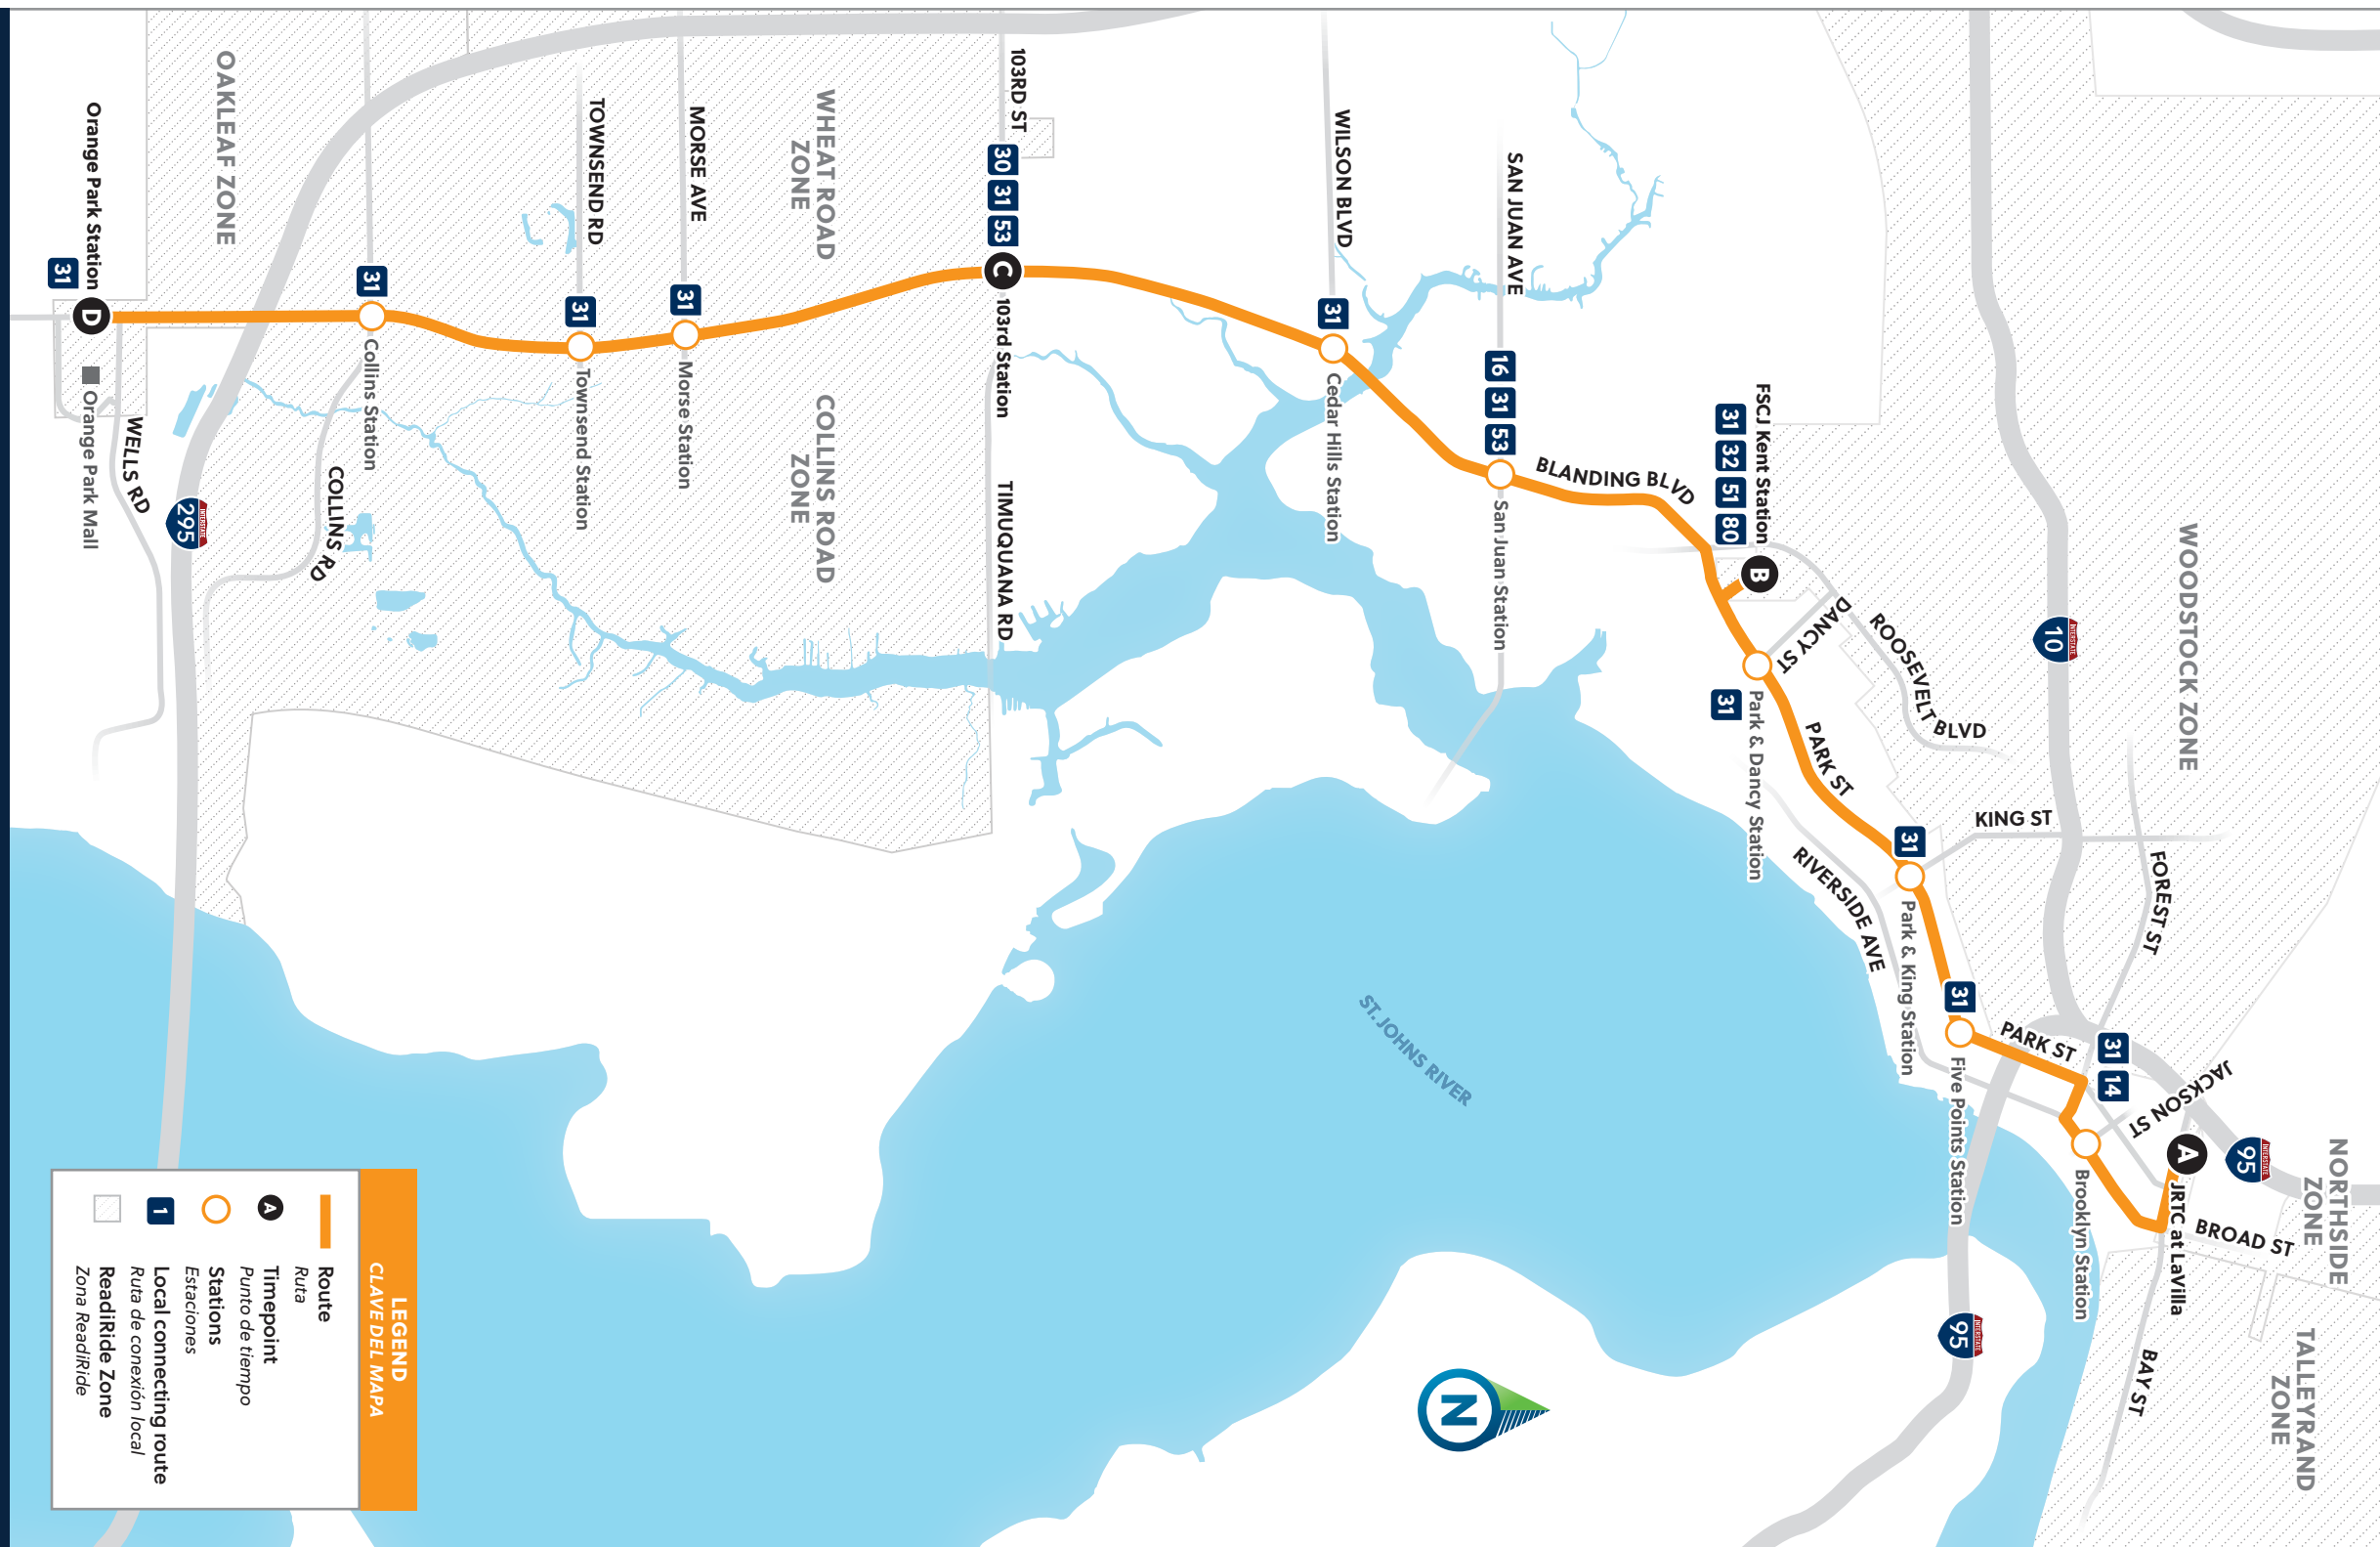 NORTHSIDE
ZONE
TALLEYRAND
ZONE
WOODSTOCK ZONE
INTERSTATE
95
JACKSON ST
A
JRTC at LaVilla
BROAD ST
BAY ST
FOREST ST
31
14
Brooklyn Station
PARK ST
INTERSTATE
10
KING ST
31
Five Points Station
INTERSTATE
95
31
Park & King Station
ROOSEVELT BLVD
DANCY ST
RIVERSIDE AVE
PARK ST
FSCJ Kent Station
B
31
32
51
80
31
Park & Dancy Station
BLANDING BLVD
SAN JUAN AVE
16
31
53
San Juan Station
WILSON BLVD
31
Cedar Hills Station
ST. JOHNS RIVER
N
103RD ST
30
31
53
C
103rd Station
TIMUQUANA RD
WHEAT ROAD
ZONE
COLLINS ROAD
ZONE
MORSE AVE
31
Morse Station
TOWNSEND RD
31
Townsend Station
31
Collins Station
COLLINS RD
OAKLEAF ZONE
INTERSTATE
295
WELLS RD
Orange Park Station
31
D
Orange Park Mall
LEGEND
CLAVE DEL MAPA
Route
Ruta
A
Timepoint
Punto de tiempo
Stations
Estaciones
1
Local connecting route
Ruta de conexión local
ReadiRide Zone
Zona ReadiRide